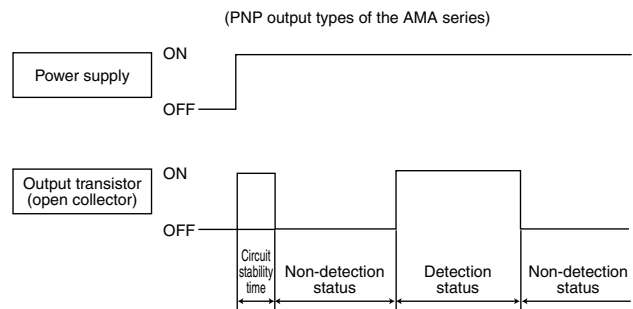 (PNP output types of the AMA series)
ON
Power supply
OFF
ON
Output transistor
(open collector)
OFF
Circuit
stability
time
Non-detection
status
Detection
status
Non-detection
status